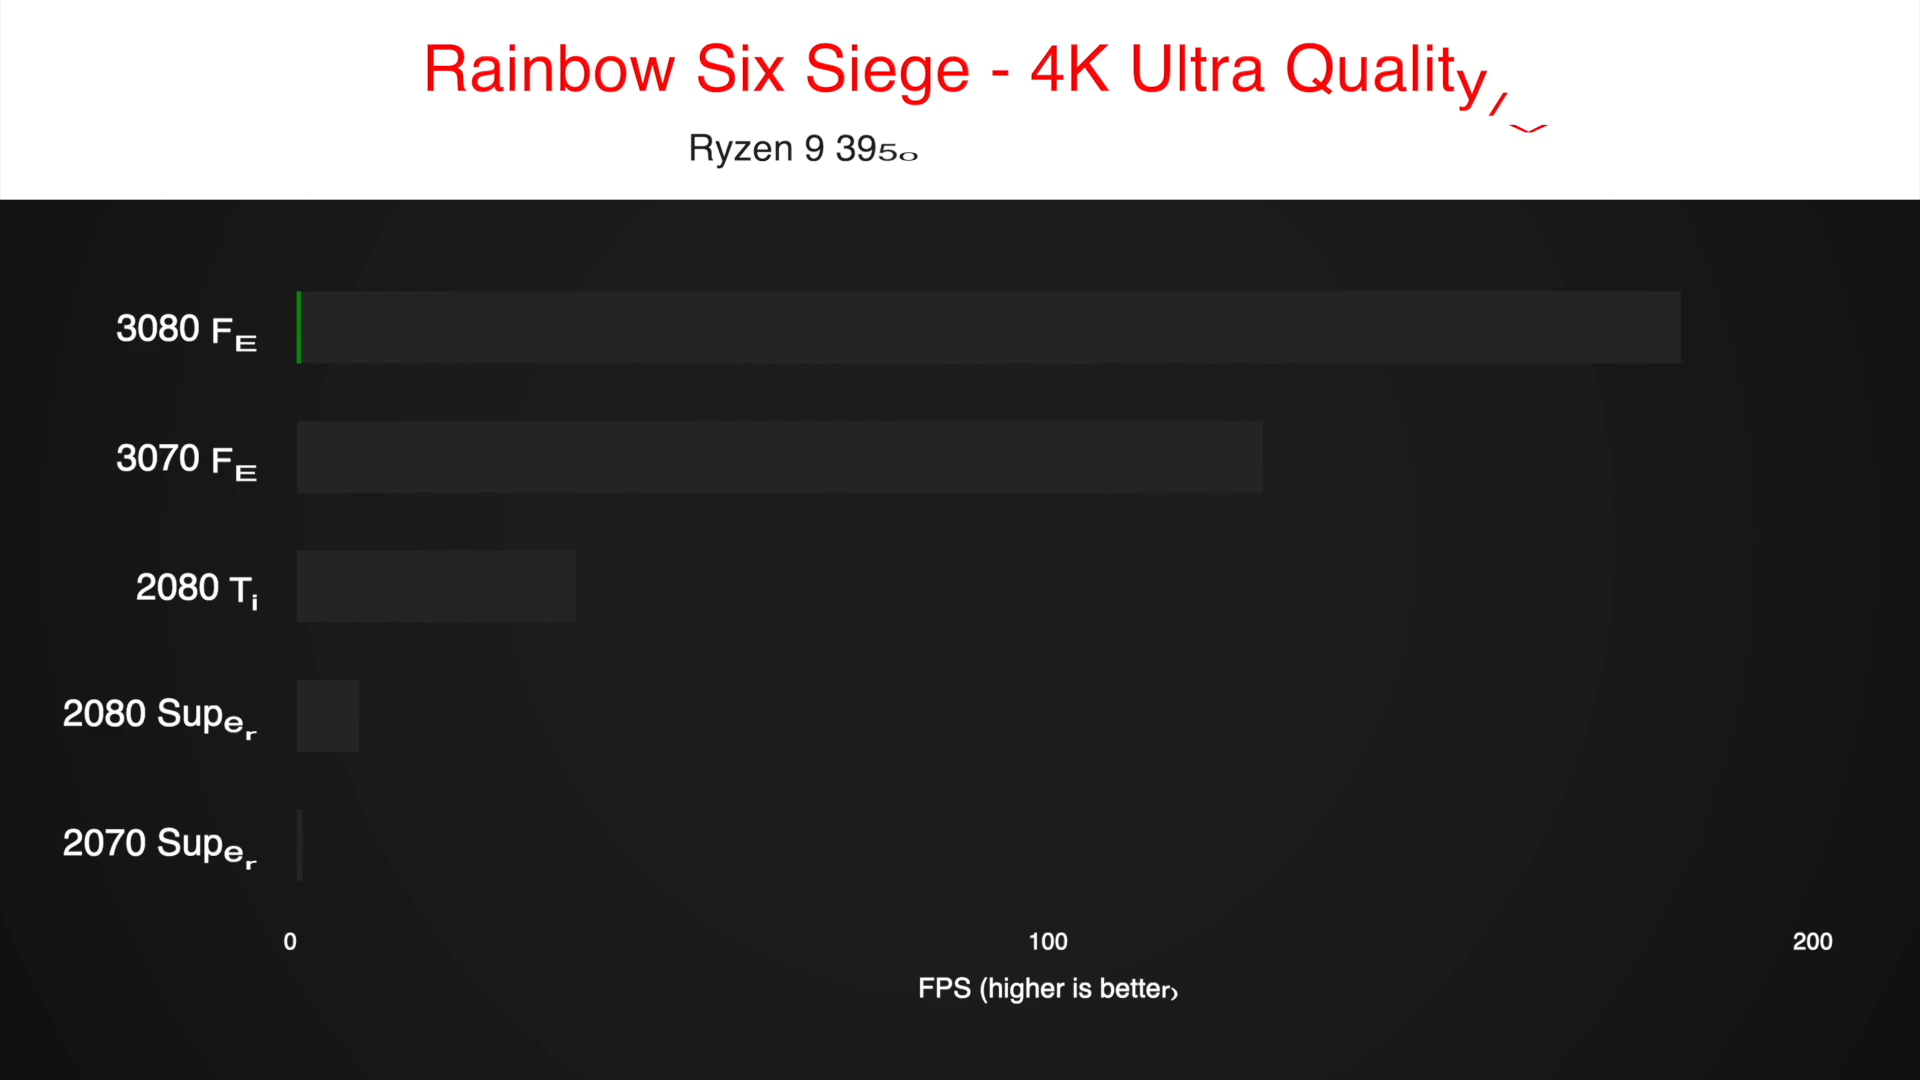 Rainbow Six Siege - 4K Ultra Quality
Ryzen 9 3950
3080 FE
3070 FE
2080 Ti
2080 Super
2070 Super
0 100 200
FPS (higher is better)